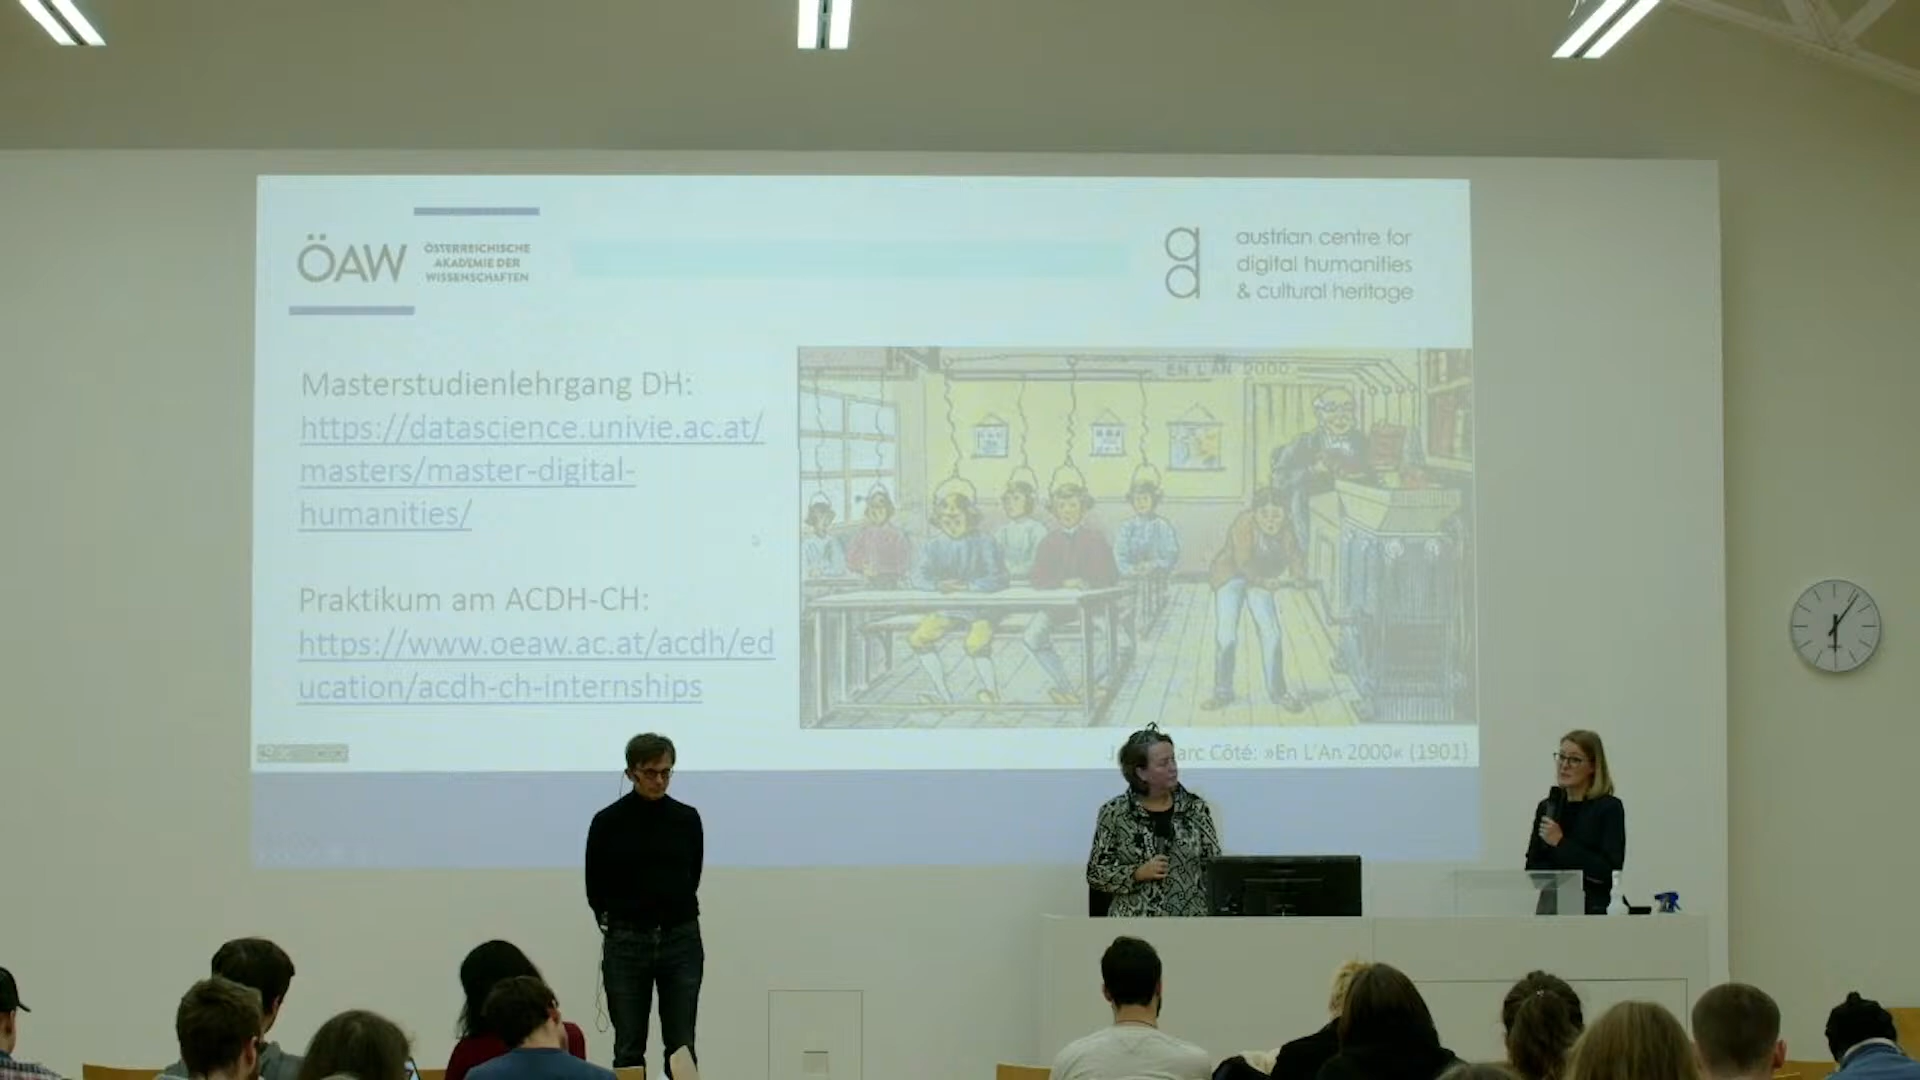 ÖAW
ÖSTERREICHISCHE
AKADEMIE DER
WISSENSCHAFTEN
austrian centre for
digital humanities
& cultural heritage
Masterstudienlehrgang DH:
https://datascience.univie.ac.at/
masters/master-digital-
humanities/
Praktikum am ACDH-CH:
https://www.oeaw.ac.at/acdh/ed
ucation/acdh-ch-internships
EN L'AN 2000
arc Côté: »En L'An 2000« (1901)